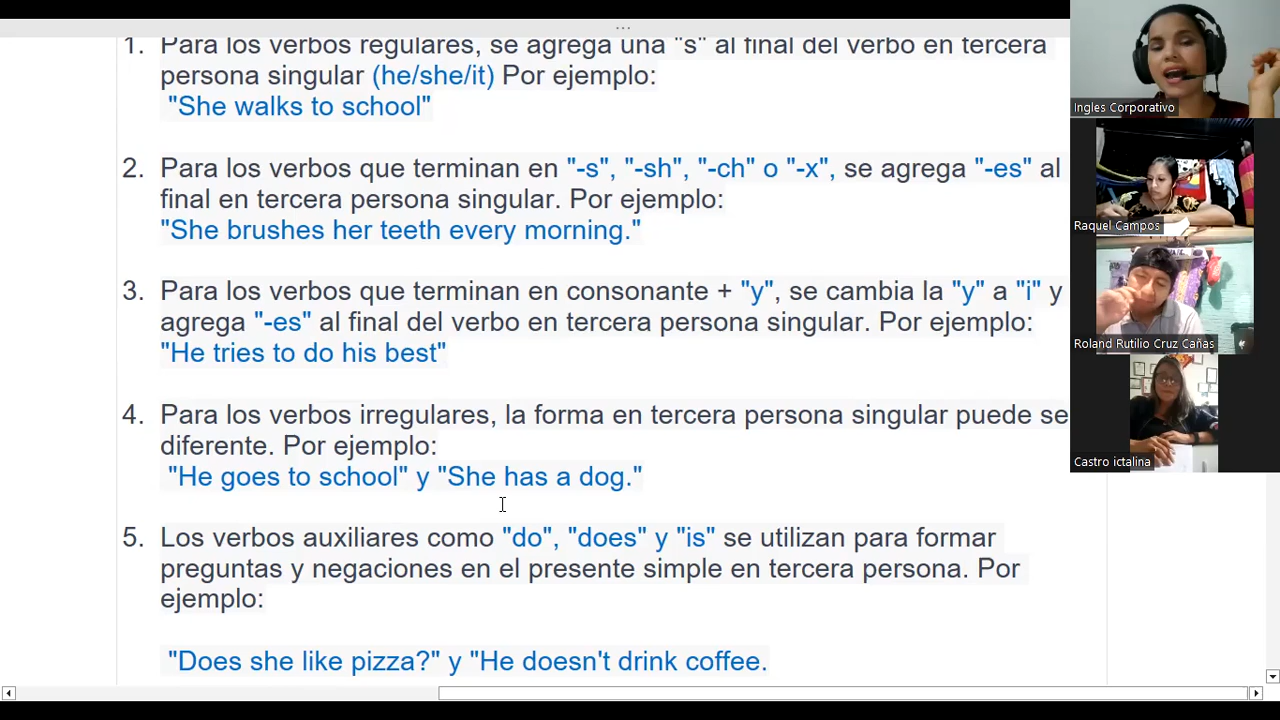 1. Para los verbos regulares, se agrega una "s" al final del verbo en tercera
persona singular (he/she/it) Por ejemplo:
"She walks to school"
2. Para los verbos que terminan en "-s", "-sh", "-ch" o "-x", se agrega "-es" al
final en tercera persona singular. Por ejemplo:
"She brushes her teeth every morning."
3. Para los verbos que terminan en consonante + "y", se cambia la "y" a "i" y
agrega "-es" al final del verbo en tercera persona singular. Por ejemplo:
"He tries to do his best"
4. Para los verbos irregulares, la forma en tercera persona singular puede se
diferente. Por ejemplo:
"He goes to school" y "She has a dog."
5. Los verbos auxiliares como "do", "does" y "is" se utilizan para formar
preguntas y negaciones en el presente simple en tercera persona. Por
ejemplo:
"Does she like pizza?" y "He doesn't drink coffee.
Ingles Corporativo
Raquel Campos
Roland Rutilio Cruz Cañas
Castro ictalina